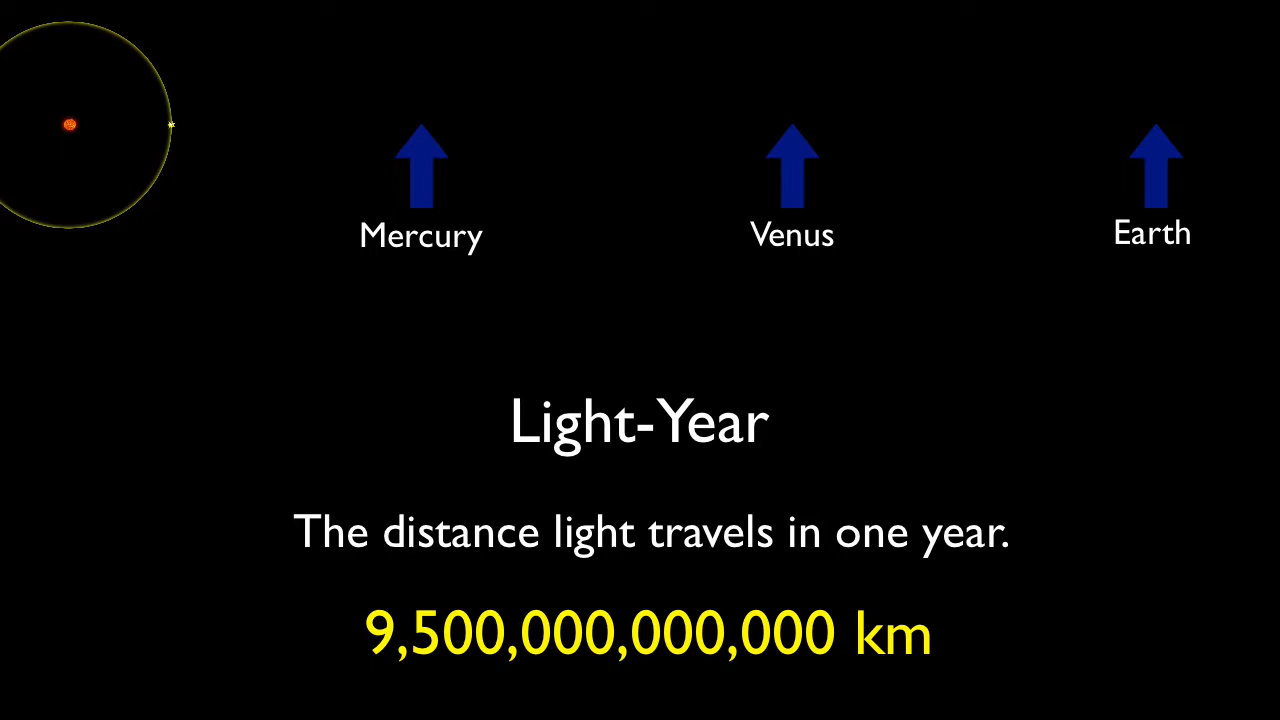 Mercury
Venus
Earth
Light-Year
The distance light travels in one year.
9,500,000,000,000 km